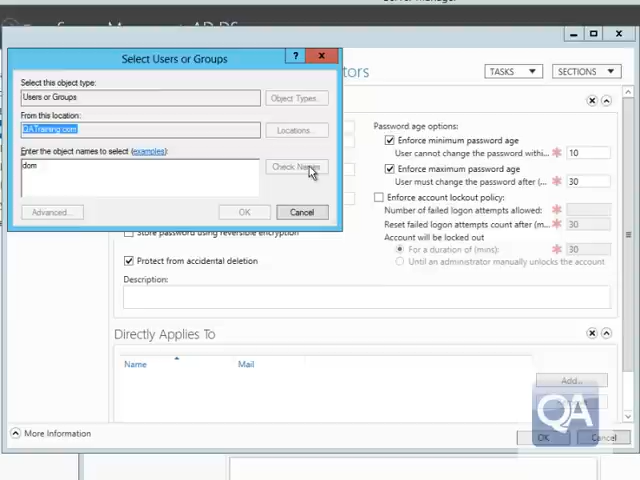 Select Users or Groups
?
x
Select this object type:
Users or Groups
Object Types...
From this location:
QATraining.com
Locations...
Enter the object names to select (examples):
dom
Check Names
Advanced...
OK
Cancel
tors
TASKS
SECTIONS
Password age options:
Enforce minimum password age
User cannot change the password withi...
* 10
Enforce maximum password age
User must change the password after (...
* 30
Enforce account lockout policy:
Number of failed logon attempts allowed:
*
Reset failed logon attempts count after (m...
* 30
Account will be locked out
For a duration of (mins):
* 30
Until an administrator manually unlocks the account
Store password using reversible encryption
Protect from accidental deletion
Description:
Directly Applies To
Name
Mail
Add...
QA
More Information
OK
Cancel